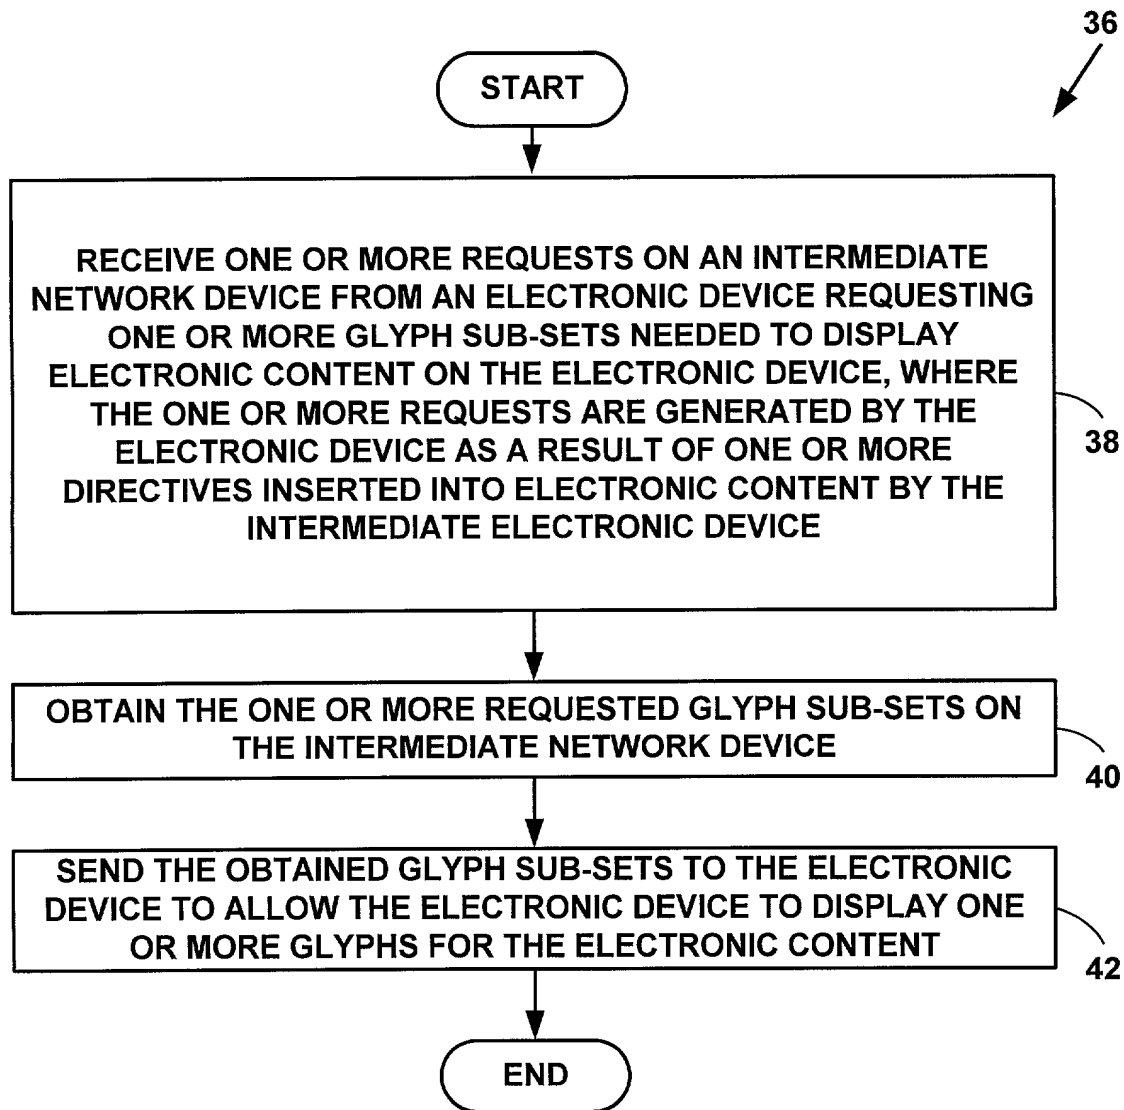 36
START
RECEIVE ONE OR MORE REQUESTS ON AN INTERMEDIATE
NETWORK DEVICE FROM AN ELECTRONIC DEVICE REQUESTING
ONE OR MORE GLYPH SUB-SETS NEEDED TO DISPLAY
ELECTRONIC CONTENT ON THE ELECTRONIC DEVICE, WHERE
THE ONE OR MORE REQUESTS ARE GENERATED BY THE
ELECTRONIC DEVICE AS A RESULT OF ONE OR MORE
DIRECTIVES INSERTED INTO ELECTRONIC CONTENT BY THE
INTERMEDIATE ELECTRONIC DEVICE
38
OBTAIN THE ONE OR MORE REQUESTED GLYPH SUB-SETS ON
THE INTERMEDIATE NETWORK DEVICE
40
SEND THE OBTAINED GLYPH SUB-SETS TO THE ELECTRONIC
DEVICE TO ALLOW THE ELECTRONIC DEVICE TO DISPLAY ONE
OR MORE GLYPHS FOR THE ELECTRONIC CONTENT
42
END